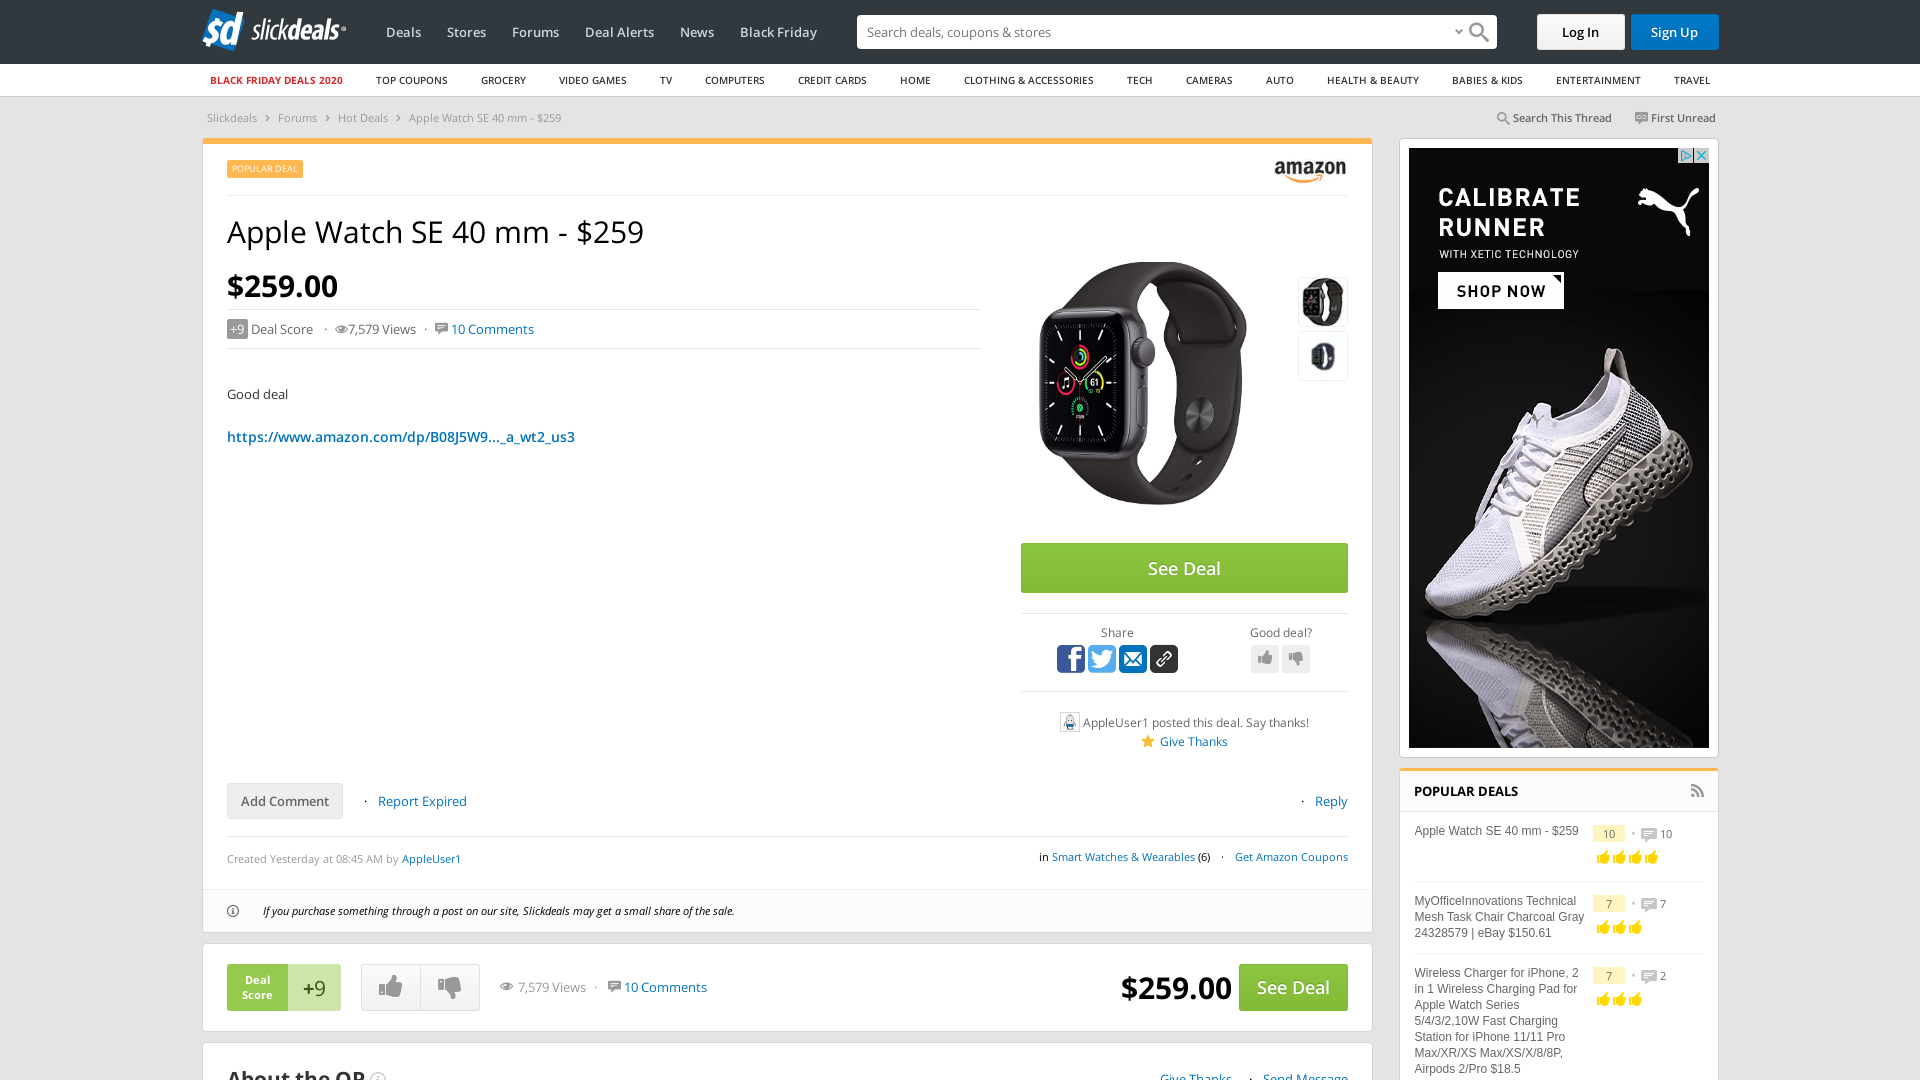 sd slickdeals
Deals Stores Forums Deal Alerts News Black Friday
Search deals, coupons & stores
Log In
Sign Up
BLACK FRIDAY DEALS 2020 TOP COUPONS GROCERY VIDEO GAMES TV COMPUTERS CREDIT CARDS HOME CLOTHING & ACCESSORIES TECH CAMERAS AUTO HEALTH & BEAUTY BABIES & KIDS ENTERTAINMENT TRAVEL
Slickdeals › Forums › Hot Deals › Apple Watch SE 40 mm - $259
Search This Thread First Unread
POPULAR DEAL
amazon
Apple Watch SE 40 mm - $259
$259.00
+9 Deal Score · 7,579 Views · 10 Comments
Good deal
https://www.amazon.com/dp/B08J5W9..._a_wt2_us3
See Deal
Share
Good deal?
AppleUser1 posted this deal. Say thanks!
Give Thanks
Add Comment · Report Expired
· Reply
Created Yesterday at 08:45 AM by AppleUser1
in Smart Watches & Wearables (6) · Get Amazon Coupons
If you purchase something through a post on our site, Slickdeals may get a small share of the sale.
Deal
Score
+9
7,579 Views · 10 Comments
$259.00
See Deal
About the OP
Give Thanks · Send Message
CALIBRATE
RUNNER
WITH XETIC TECHNOLOGY
SHOP NOW
POPULAR DEALS
Apple Watch SE 40 mm - $259
10 • 10
MyOfficeInnovations Technical
Mesh Task Chair Charcoal Gray
24328579 | eBay $150.61
7 • 7
Wireless Charger for iPhone, 2
in 1 Wireless Charging Pad for
Apple Watch Series
5/4/3/2,10W Fast Charging
Station for iPhone 11/11 Pro
Max/XR/XS Max/XS/X/8/8P,
Airpods 2/Pro $18.5
7 • 2